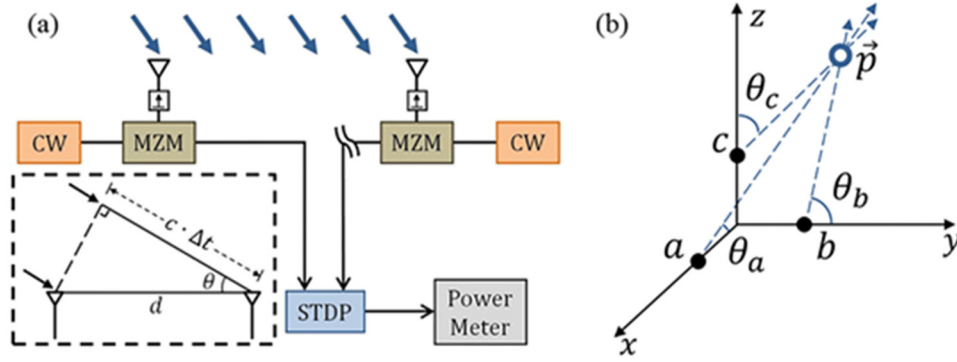 (a)
CW
MZM
MZM
CW
c · Δt
θ
d
STDP
Power
Meter
(b)
z
p⃗
θc
c
θb
a
θa
b
y
x